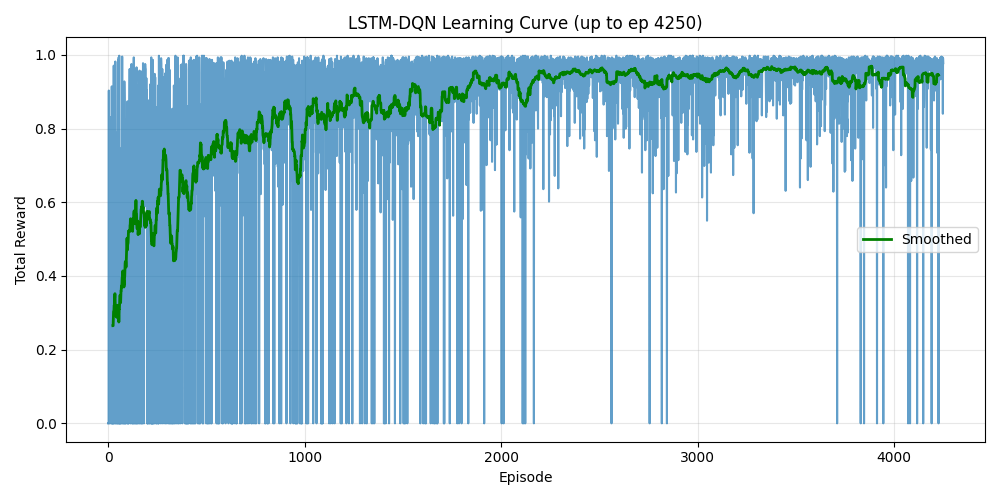 LSTM-DQN Learning Curve (up to ep 4250)
Total Reward
1.0
0.8
0.6
0.4
0.2
0.0
Smoothed
0 1000 2000 3000 4000
Episode